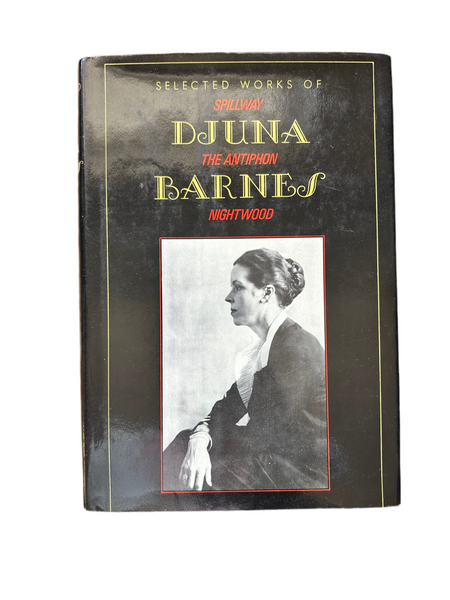 SELECTED WORKS OF
SPILLWAY
DJUNA
THE ANTIPHON
BARNES
NIGHTWOOD